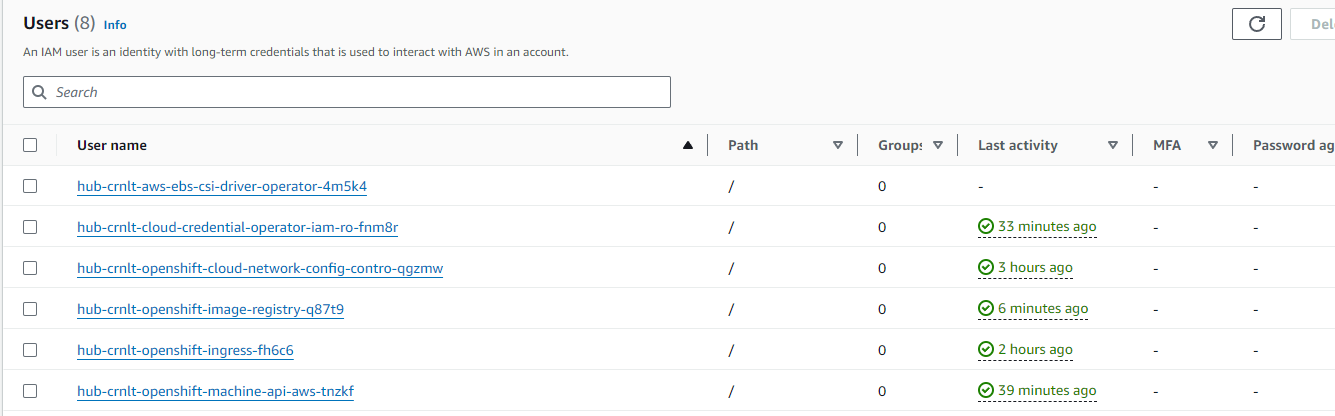 Users (8) Info
An IAM user is an identity with long-term credentials that is used to interact with AWS in an account.
Search
User name Path Groups Last activity MFA Password ag
hub-crnlt-aws-ebs-csi-driver-operator-4m5k4 / 0 - - -
hub-crnlt-cloud-credential-operator-iam-ro-fnm8r / 0 33 minutes ago - -
hub-crnlt-openshift-cloud-network-config-contro-qgzmw / 0 3 hours ago - -
hub-crnlt-openshift-image-registry-q87t9 / 0 6 minutes ago - -
hub-crnlt-openshift-ingress-fh6c6 / 0 2 hours ago - -
hub-crnlt-openshift-machine-api-aws-tnzkf / 0 39 minutes ago - -